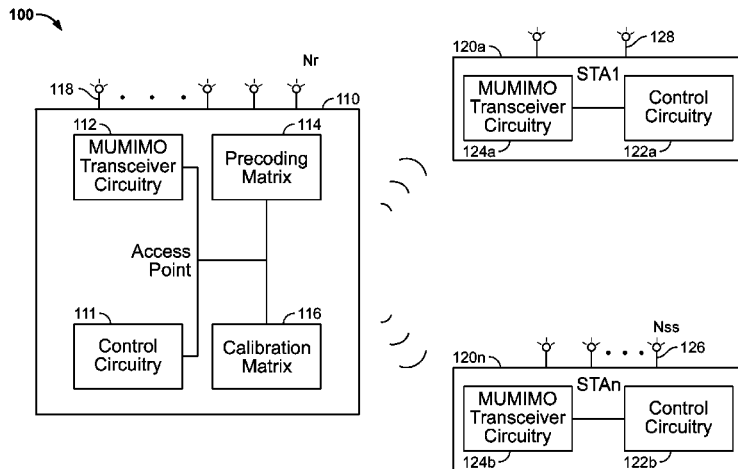 100
Nr
118
110
112
114
MUMIMO
Transceiver
Circuitry
Precoding
Matrix
Access
Point
111
116
Control
Circuitry
Calibration
Matrix
120a
128
STA1
MUMIMO
Transceiver
Circuitry
Control
Circuitry
124a
122a
Nss
120n
126
STAn
MUMIMO
Transceiver
Circuitry
Control
Circuitry
124b
122b